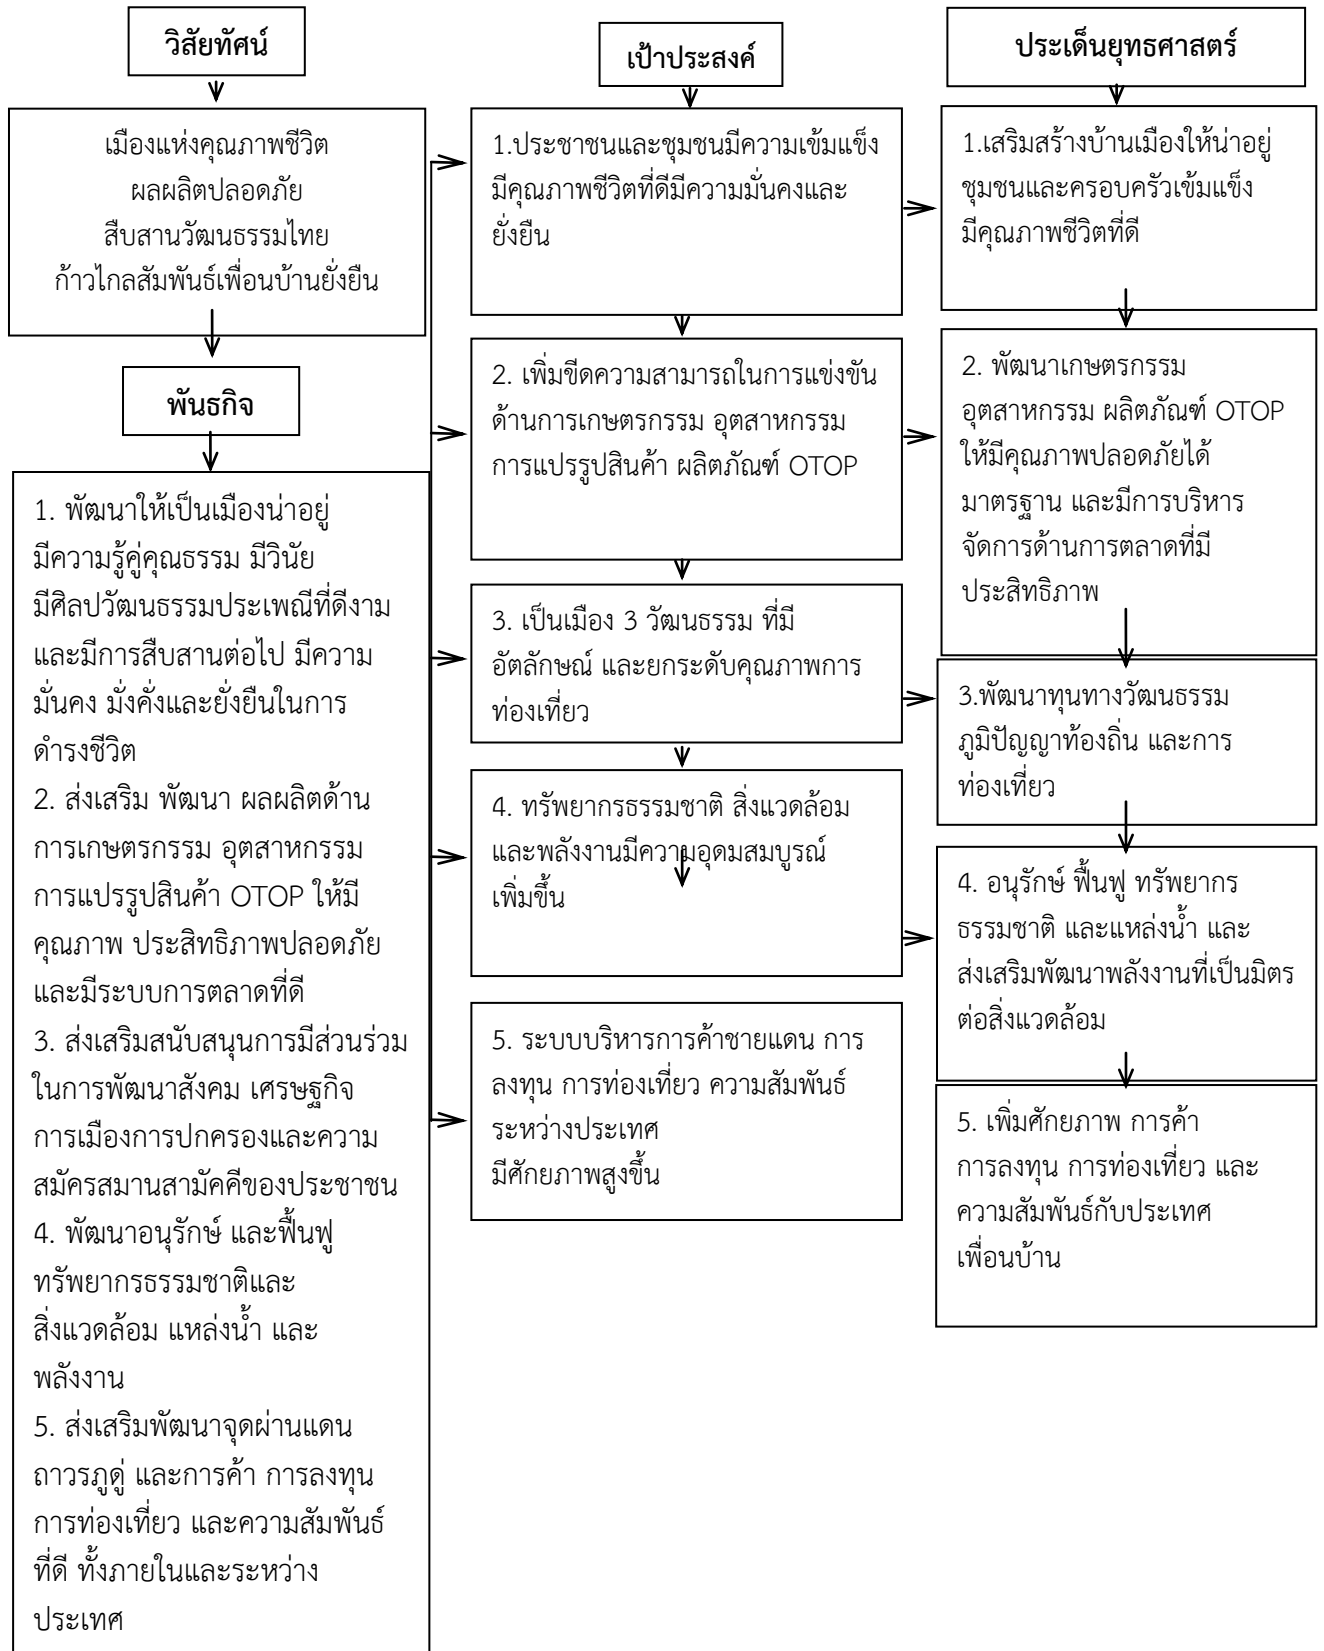 วิสัยทัศน์
เมืองแห่งคุณภาพชีวิต
ผลผลิตปลอดภัย
สืบสานวัฒนธรรมไทย
ก้าวไกลสัมพันธ์เพื่อนบ้านยั่งยืน
พันธกิจ
1. พัฒนาให้เป็นเมืองน่าอยู่
มีความรู้คู่คุณธรรม มีวินัย
มีศิลปวัฒนธรรมประเพณีที่ดีงาม
และมีการสืบสานต่อไป มีความ
มั่นคง มั่งคั่งและยั่งยืนในการ
ดำรงชีวิต
2. ส่งเสริม พัฒนา ผลผลิตด้าน
การเกษตรกรรม อุตสาหกรรม
การแปรรูปสินค้า OTOP ให้มี
คุณภาพ ประสิทธิภาพปลอดภัย
และมีระบบการตลาดที่ดี
3. ส่งเสริมสนับสนุนการมีส่วนร่วม
ในการพัฒนาสังคม เศรษฐกิจ
การเมืองการปกครองและความ
สมัครสมานสามัคคีของประชาชน
4. พัฒนาอนุรักษ์ และฟื้นฟู
ทรัพยากรธรรมชาติและ
สิ่งแวดล้อม แหล่งน้ำ และ
พลังงาน
5. ส่งเสริมพัฒนาจุดผ่านแดน
ถาวรภูดู่ และการค้า การลงทุน
การท่องเที่ยว และความสัมพันธ์
ที่ดี ทั้งภายในและระหว่าง
ประเทศ
เป้าประสงค์
1.ประชาชนและชุมชนมีความเข้มแข็ง
มีคุณภาพชีวิตที่ดีมีความมั่นคงและ
ยั่งยืน
2. เพิ่มขีดความสามารถในการแข่งขัน
ด้านการเกษตรกรรม อุตสาหกรรม
การแปรรูปสินค้า ผลิตภัณฑ์ OTOP
3. เป็นเมือง 3 วัฒนธรรม ที่มี
อัตลักษณ์ และยกระดับคุณภาพการ
ท่องเที่ยว
4. ทรัพยากรธรรมชาติ สิ่งแวดล้อม
และพลังงานมีความอุดมสมบูรณ์
เพิ่มขึ้น
5. ระบบบริหารการค้าชายแดน การ
ลงทุน การท่องเที่ยว ความสัมพันธ์
ระหว่างประเทศ
มีศักยภาพสูงขึ้น
ประเด็นยุทธศาสตร์
1.เสริมสร้างบ้านเมืองให้น่าอยู่
ชุมชนและครอบครัวเข้มแข็ง
มีคุณภาพชีวิตที่ดี
2. พัฒนาเกษตรกรรม
อุตสาหกรรม ผลิตภัณฑ์ OTOP
ให้มีคุณภาพปลอดภัยได้
มาตรฐาน และมีการบริหาร
จัดการด้านการตลาดที่มี
ประสิทธิภาพ
3.พัฒนาทุนทางวัฒนธรรม
ภูมิปัญญาท้องถิ่น และการ
ท่องเที่ยว
4. อนุรักษ์ ฟื้นฟู ทรัพยากร
ธรรมชาติ และแหล่งน้ำ และ
ส่งเสริมพัฒนาพลังงานที่เป็นมิตร
ต่อสิ่งแวดล้อม
5. เพิ่มศักยภาพ การค้า
การลงทุน การท่องเที่ยว และ
ความสัมพันธ์กับประเทศ
เพื่อนบ้าน